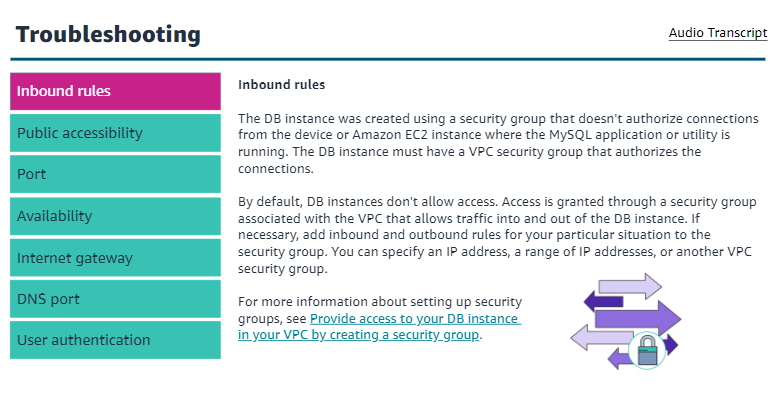 Troubleshooting
Audio Transcript
Inbound rules
Public accessibility
Port
Availability
Internet gateway
DNS port
User authentication
Inbound rules
The DB instance was created using a security group that doesn't authorize connections
from the device or Amazon EC2 instance where the MySQL application or utility is
running. The DB instance must have a VPC security group that authorizes the
connections.
By default, DB instances don't allow access. Access is granted through a security group
associated with the VPC that allows traffic into and out of the DB instance. If
necessary, add inbound and outbound rules for your particular situation to the
security group. You can specify an IP address, a range of IP addresses, or another VPC
security group.
For more information about setting up security
groups, see Provide access to your DB instance
in your VPC by creating a security group.